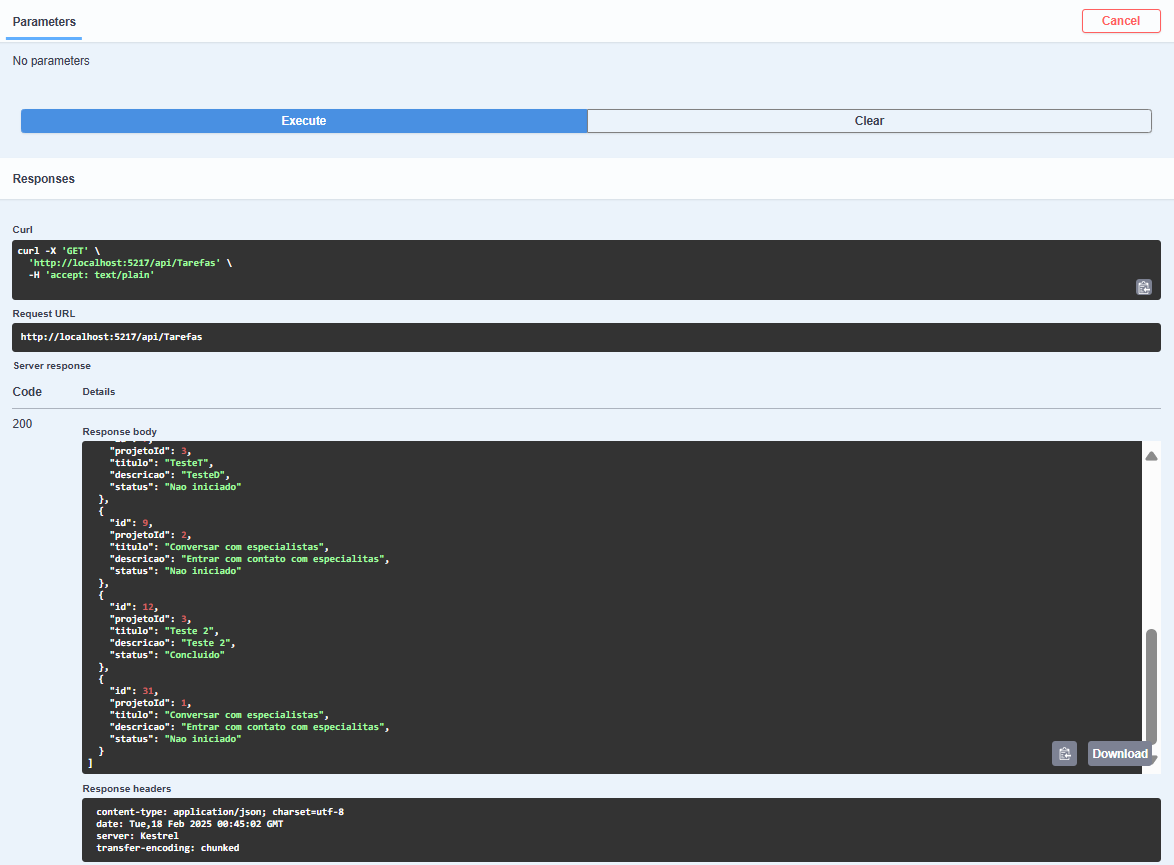 Parameters
Cancel
No parameters
Execute
Clear
Responses
Curl
curl -X 'GET' \
'http://localhost:5217/api/Tarefas' \
-H 'accept: text/plain'
Request URL
http://localhost:5217/api/Tarefas
Server response
Code
Details
200
Response body
"projetoId": 3,
"titulo": "TesteT",
"descricao": "TesteD",
"status": "Nao iniciado"
},
{
"id": 9,
"projetoId": 2,
"titulo": "Conversar com especialistas",
"descricao": "Entrar com contato com especialitas",
"status": "Nao iniciado"
},
{
"id": 12,
"projetoId": 3,
"titulo": "Teste 2",
"descricao": "Teste 2",
"status": "Concluido"
},
{
"id": 31,
"projetoId": 1,
"titulo": "Conversar com especialistas",
"descricao": "Entrar com contato com especialitas",
"status": "Nao iniciado"
}
]
Download
Response headers
content-type: application/json; charset=utf-8
date: Tue,18 Feb 2025 00:45:02 GMT
server: Kestrel
transfer-encoding: chunked